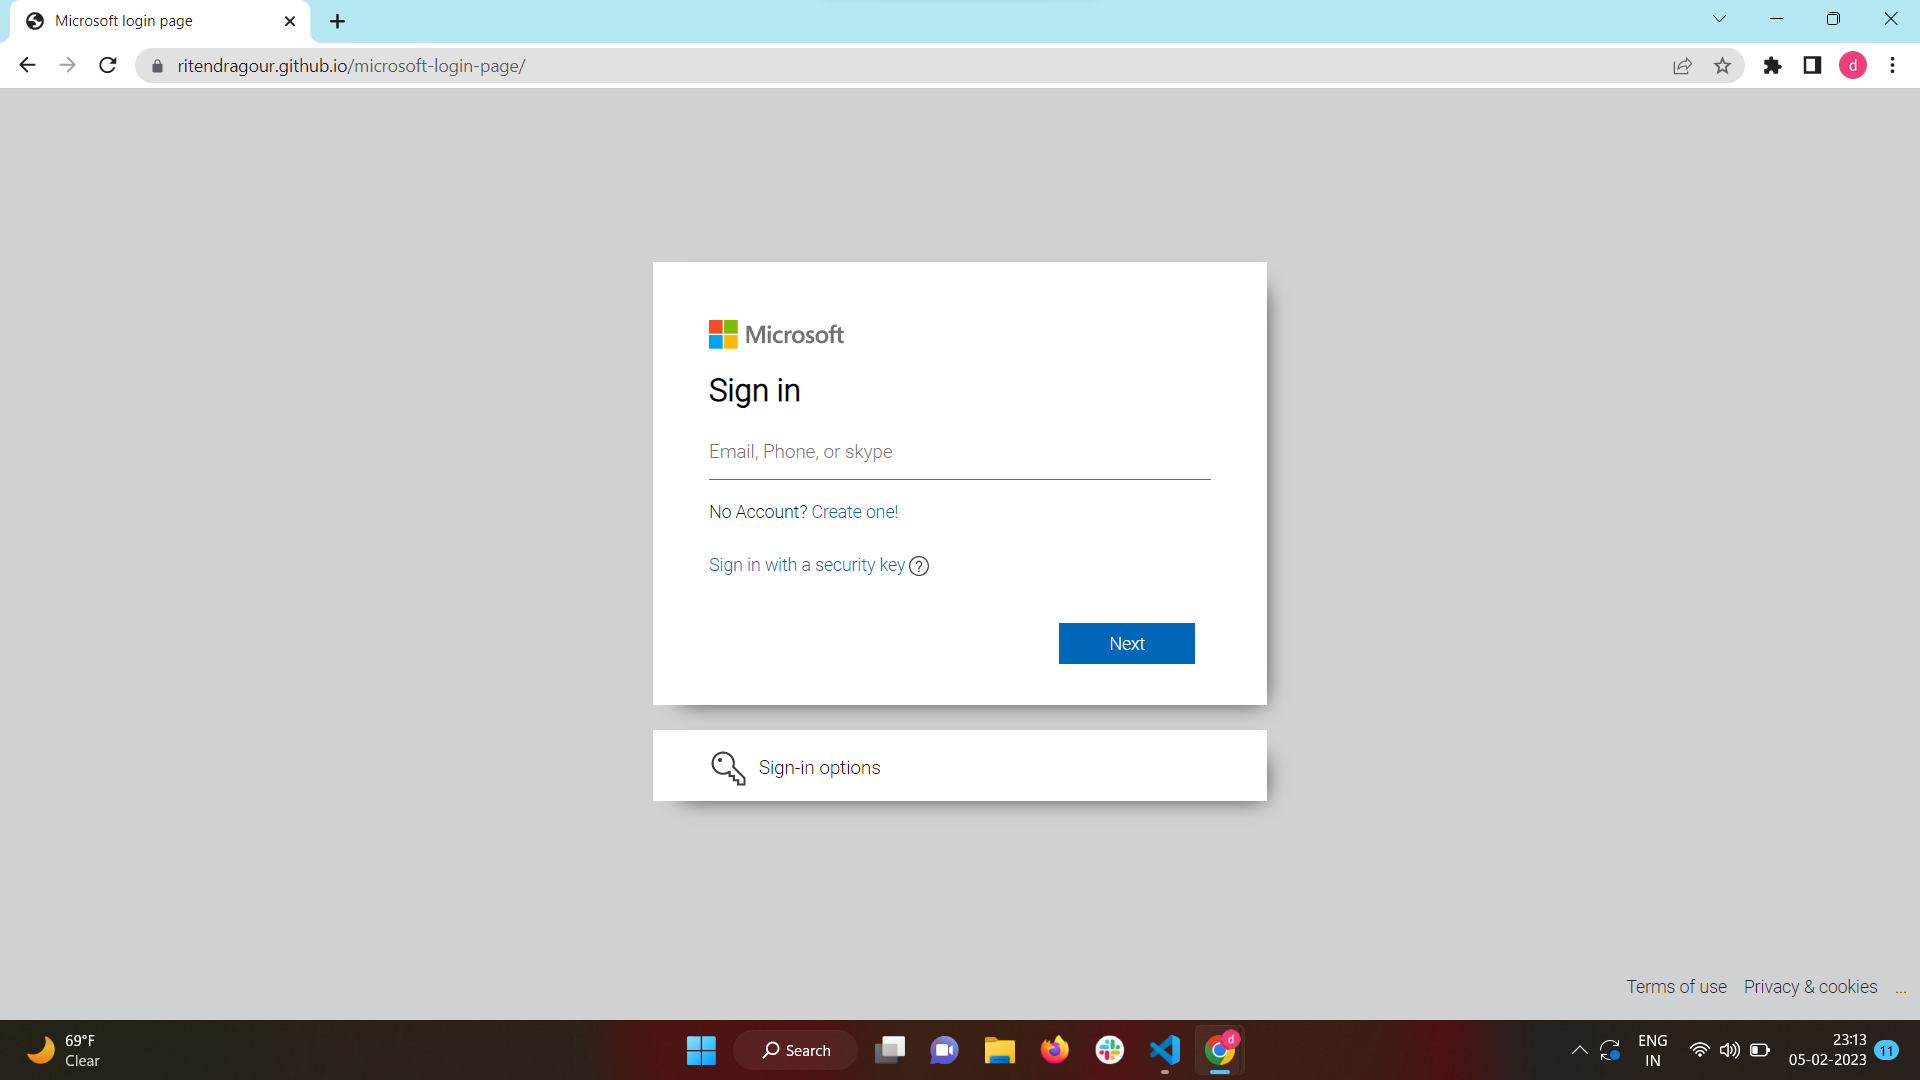 Microsoft login page
ritendragour.github.io/microsoft-login-page/
d
Microsoft
Sign in
Email, Phone, or skype
No Account? Create one!
Sign in with a security key ?
Next
Sign-in options
Terms of use Privacy & cookies ...
69°F
Clear
Search
d
ENG
IN
23:13
05-02-2023
11